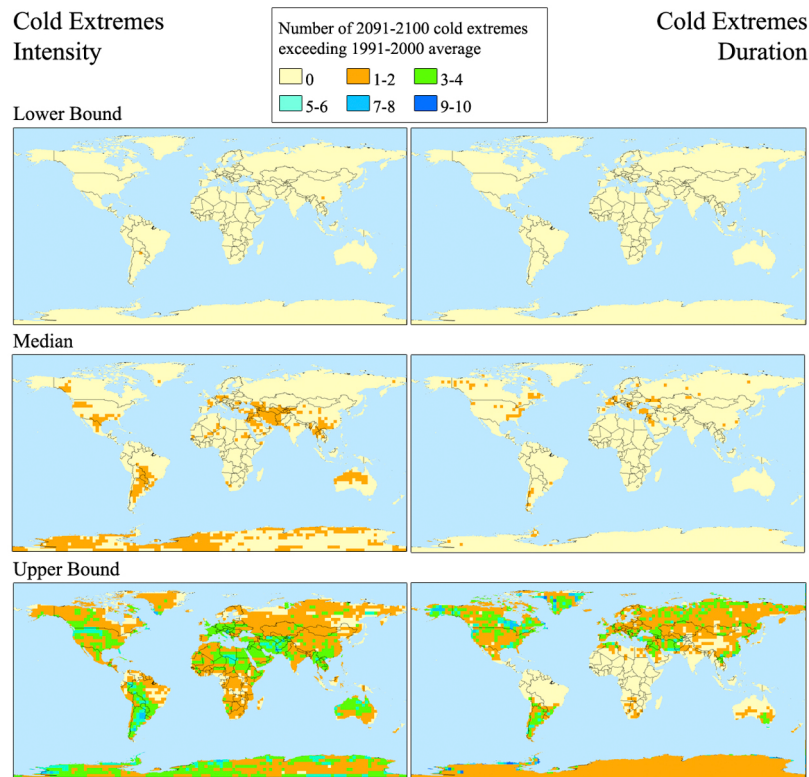 Cold Extremes
Intensity
Number of 2091-2100 cold extremes
exceeding 1991-2000 average
0 1-2 3-4
5-6 7-8 9-10
Cold Extremes
Duration
Lower Bound
Median
Upper Bound